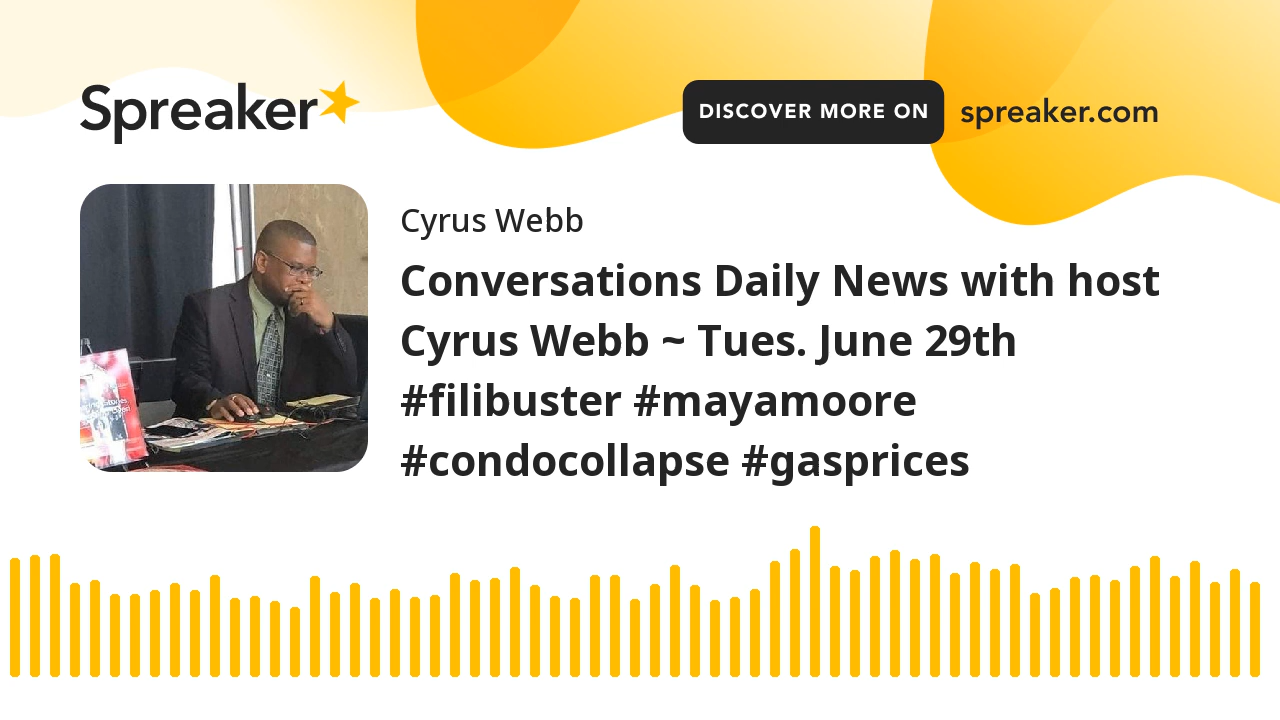 Spreaker
DISCOVER MORE ON spreaker.com
Cyrus Webb
Conversations Daily News with host
Cyrus Webb ~ Tues. June 29th
#filibuster #mayamoore
#condocollapse #gasprices